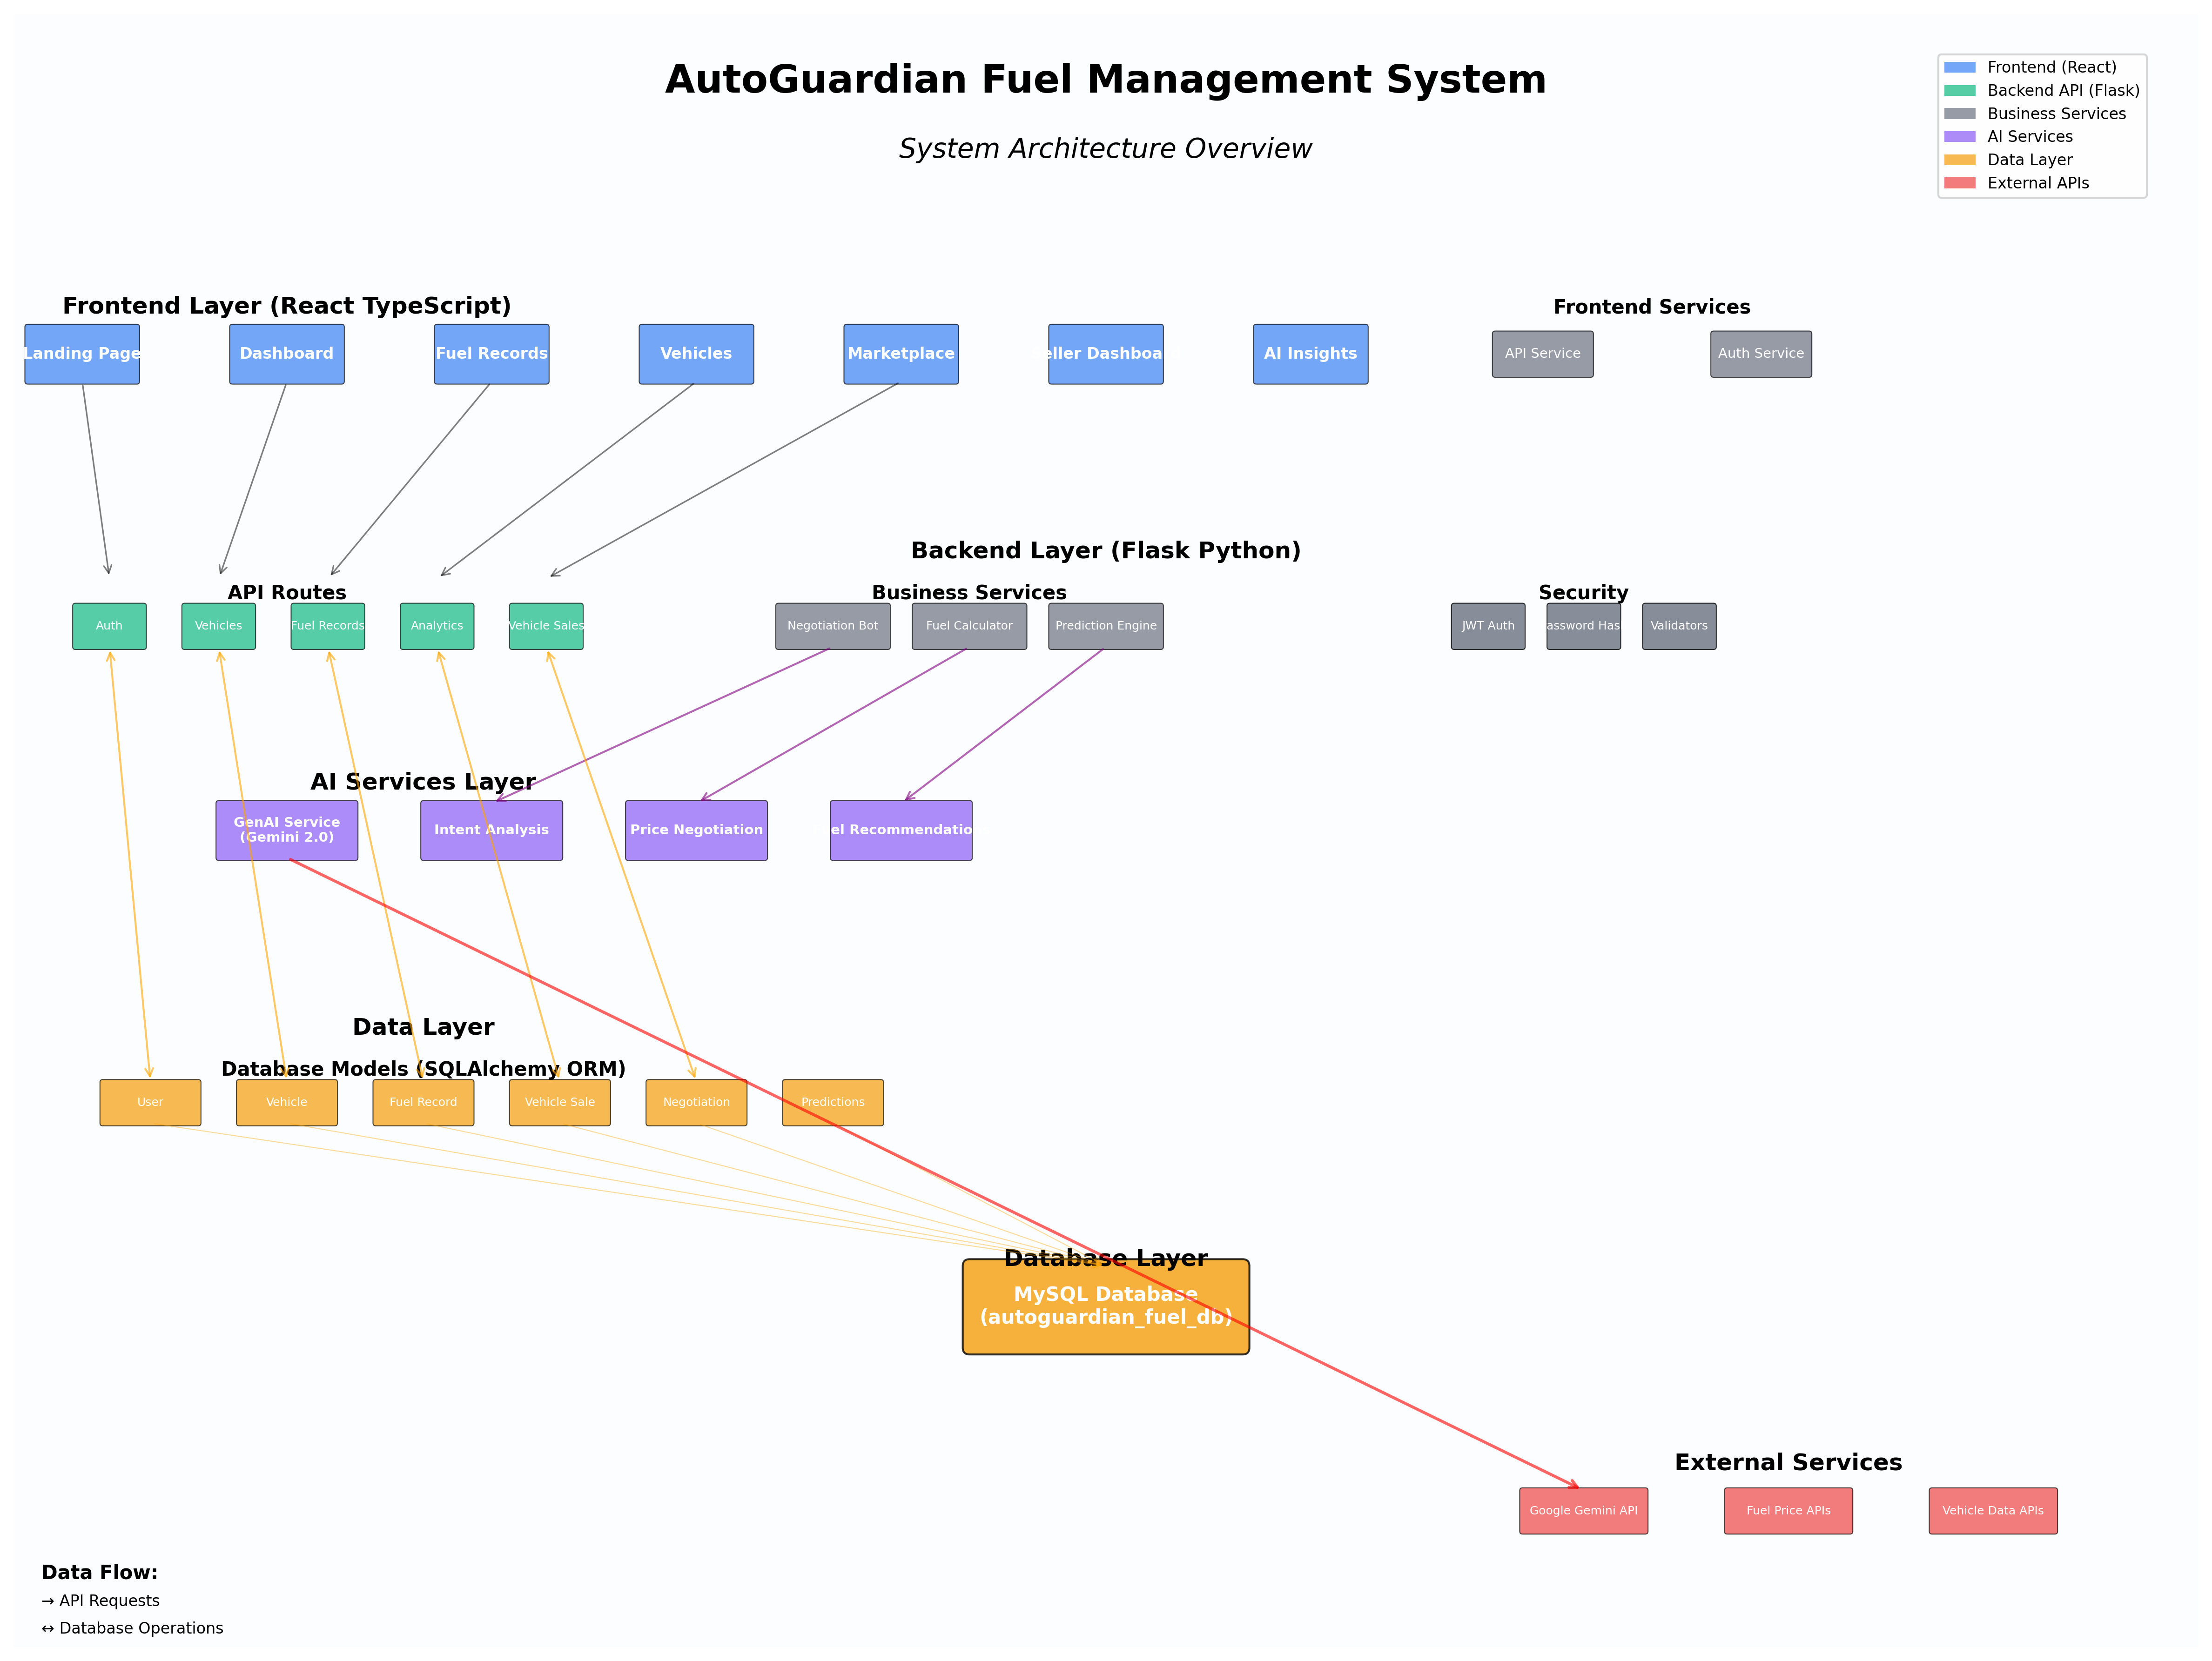 AutoGuardian Fuel Management System
System Architecture Overview
Frontend (React)
Backend API (Flask)
Business Services
AI Services
Data Layer
External APIs
Frontend Layer (React TypeScript)
Frontend Services
Landing Page
Dashboard
Fuel Records
Vehicles
Marketplace
eller Dashboa
AI Insights
API Service
Auth Service
Backend Layer (Flask Python)
API Routes
Business Services
Security
Auth
Vehicles
Fuel Records
Analytics
Vehicle Sales
Negotiation Bot
Fuel Calculator
Prediction Engine
JWT Auth
assword Hash
Validators
AI Services Layer
GenAI Service
(Gemini 2.0)
Intent Analysis
Price Negotiation
el Recommendatio
Data Layer
Database Models (SQLAlchemy ORM)
User
Vehicle
Fuel Record
Vehicle Sale
Negotiation
Predictions
Database Layer
MySQL Database
(autoguardian_fuel_db)
External Services
Google Gemini API
Fuel Price APIs
Vehicle Data APIs
Data Flow:
→ API Requests
↔ Database Operations